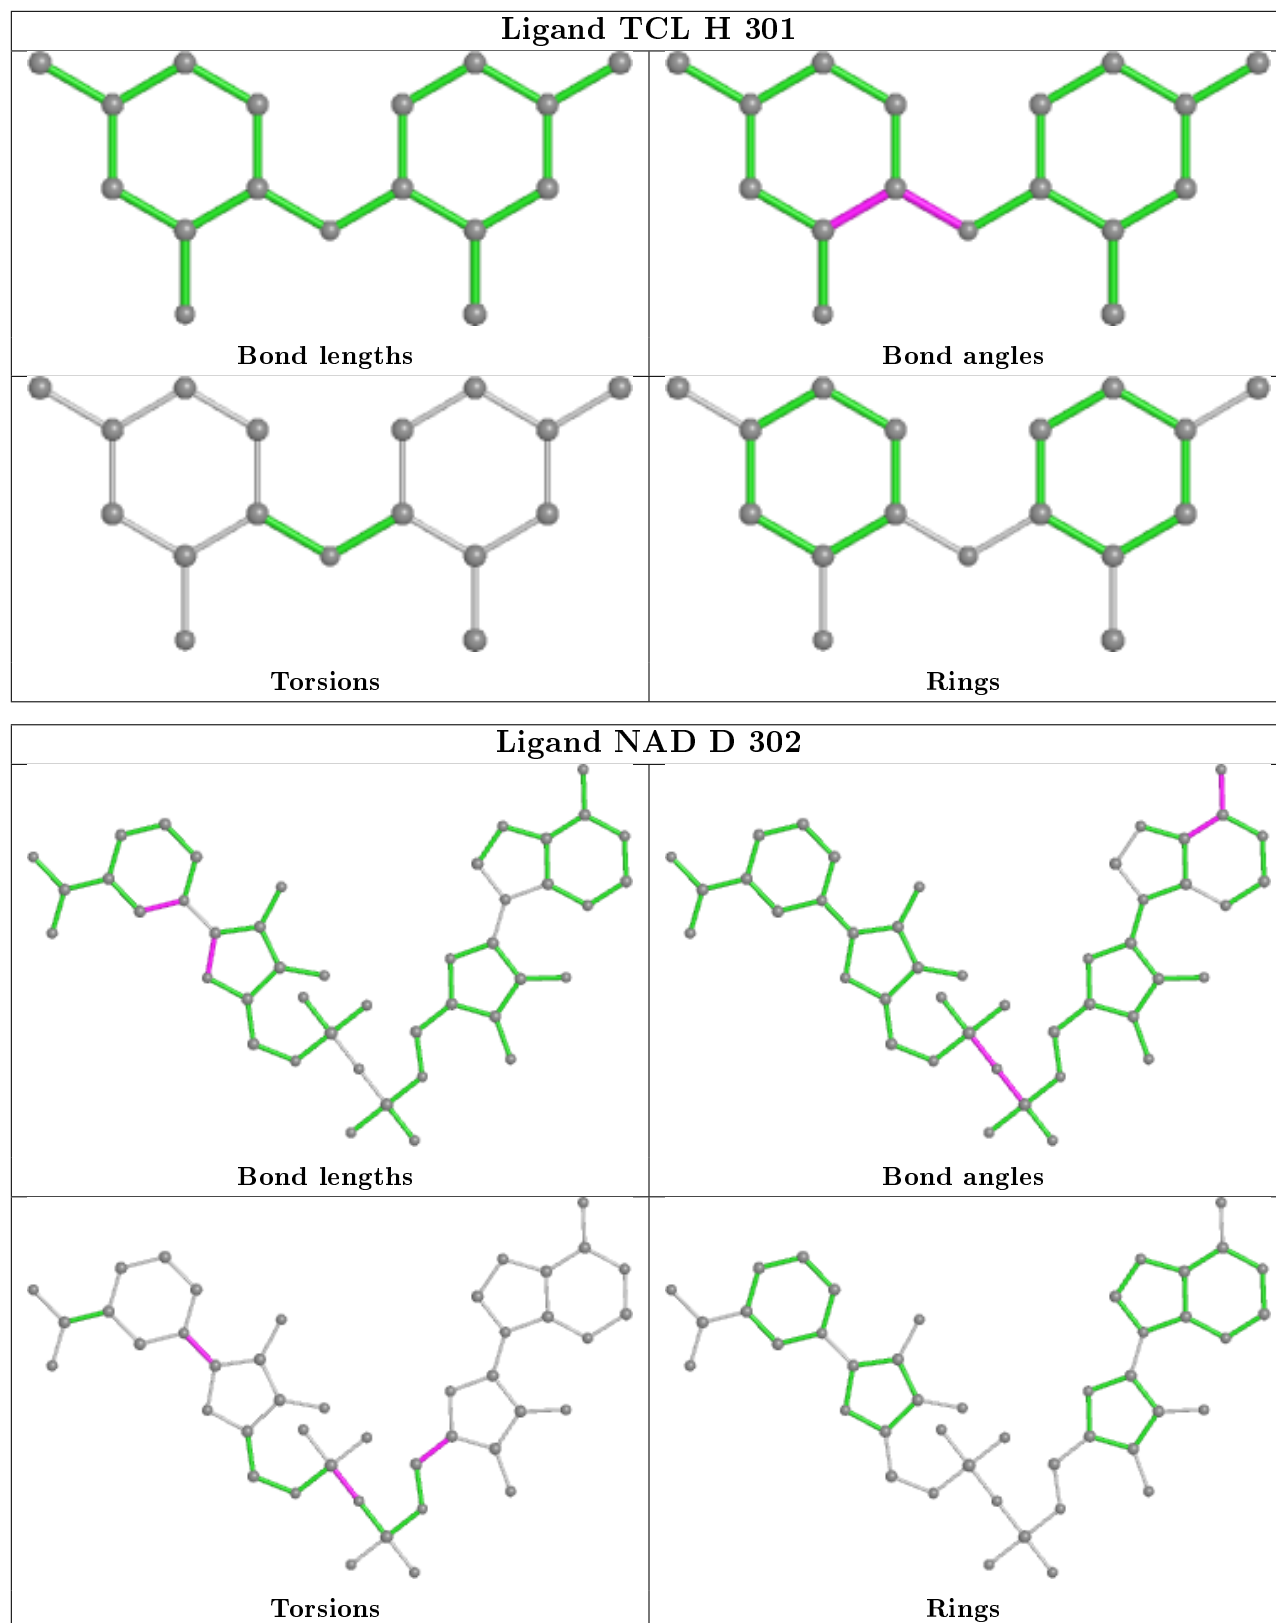 Ligand TCL H 301
Bond lengths
Bond angles
Torsions
Rings
Ligand NAD D 302
Bond lengths
Bond angles
Torsions
Rings